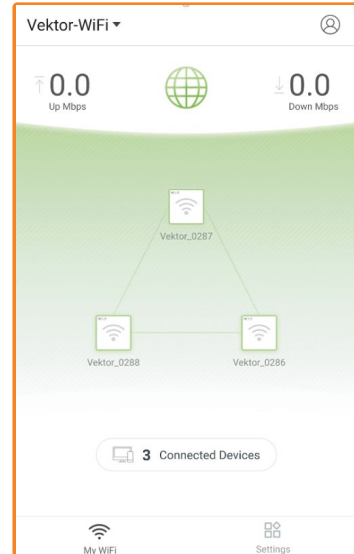 Vektor-WiFi
0.0
Up Mbps
0.0
Down Mbps
Vektor_0287
Vektor_0288
Vektor_0286
3 Connected Devices
My WiFi
Settings